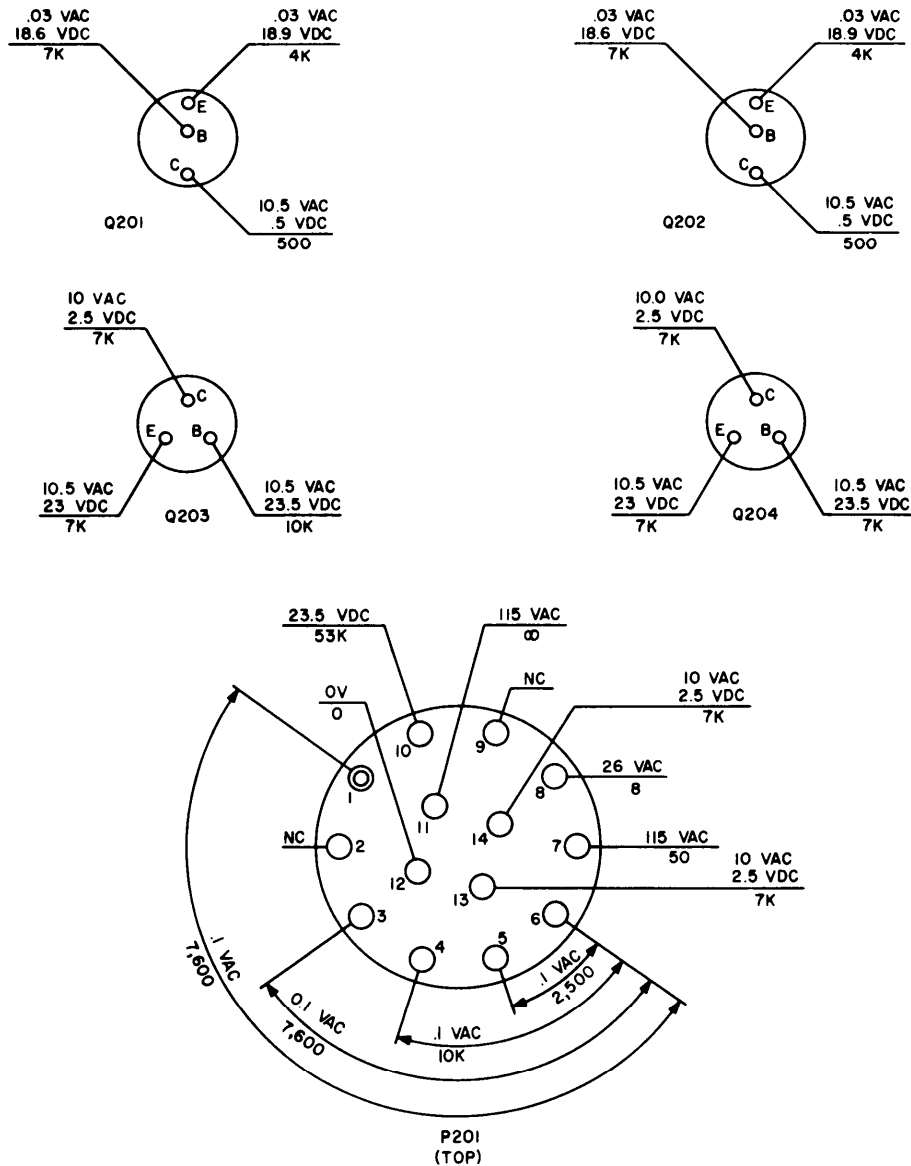 .03 VAC
18.6 VDC
7K
.03 VAC
18.9 VDC
4K
E
B
C
10.5 VAC
.5 VDC
500
Q201
.03 VAC
18.6 VDC
7K
.03 VAC
18.9 VDC
4K
E
B
C
10.5 VAC
.5 VDC
500
Q202
10 VAC
2.5 VDC
7K
C
E
B
10.5 VAC
23 VDC
7K
Q203
10.5 VAC
23.5 VDC
10K
10.0 VAC
2.5 VDC
7K
C
E
B
10.5 VAC
23 VDC
7K
Q204
10.5 VAC
23.5 VDC
7K
23.5 VDC
53K
115 VAC
∞
NC
10 VAC
2.5 VDC
7K
0V
0
10
9
26 VAC
8
1
8
11
14
NC
2
7
115 VAC
50
12
13
10 VAC
2.5 VDC
7K
3
6
4
5
.1 VAC
2,500
.1 VAC
7,600
0.1 VAC
7,600
.1 VAC
10K
P201
(TOP)